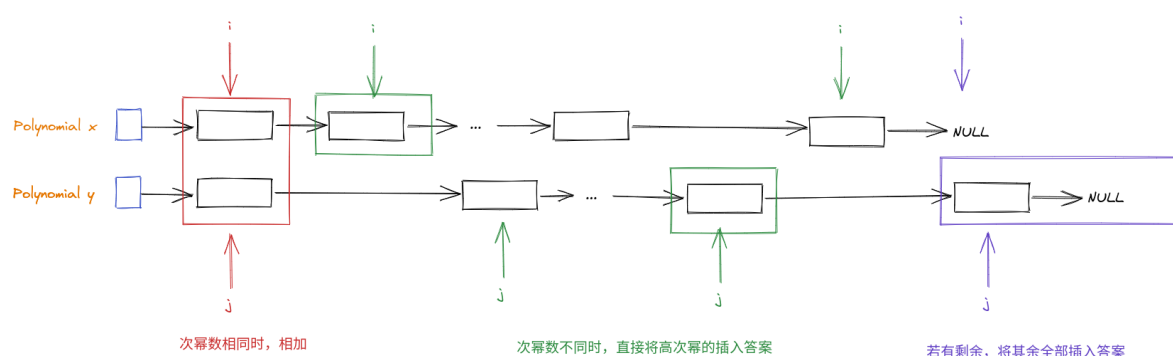 i i i i
Polynomial x ... NULL
Polynomial y ... NULL
j j j j
次幂数相同时，相加 次幂数不同时，直接将高次幂的插入答案 若有剩余，将其余全部插入答案